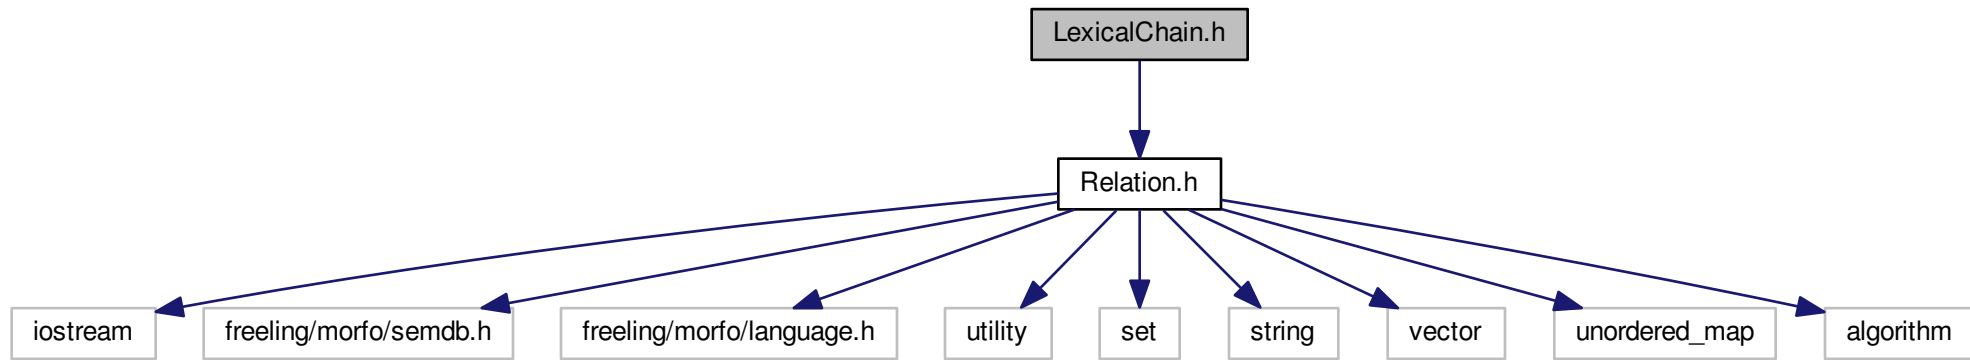 LexicalChain.h
Relation.h
iostream
freeling/morfo/semdb.h
freeling/morfo/language.h
utility
set
string
vector
unordered_map
algorithm